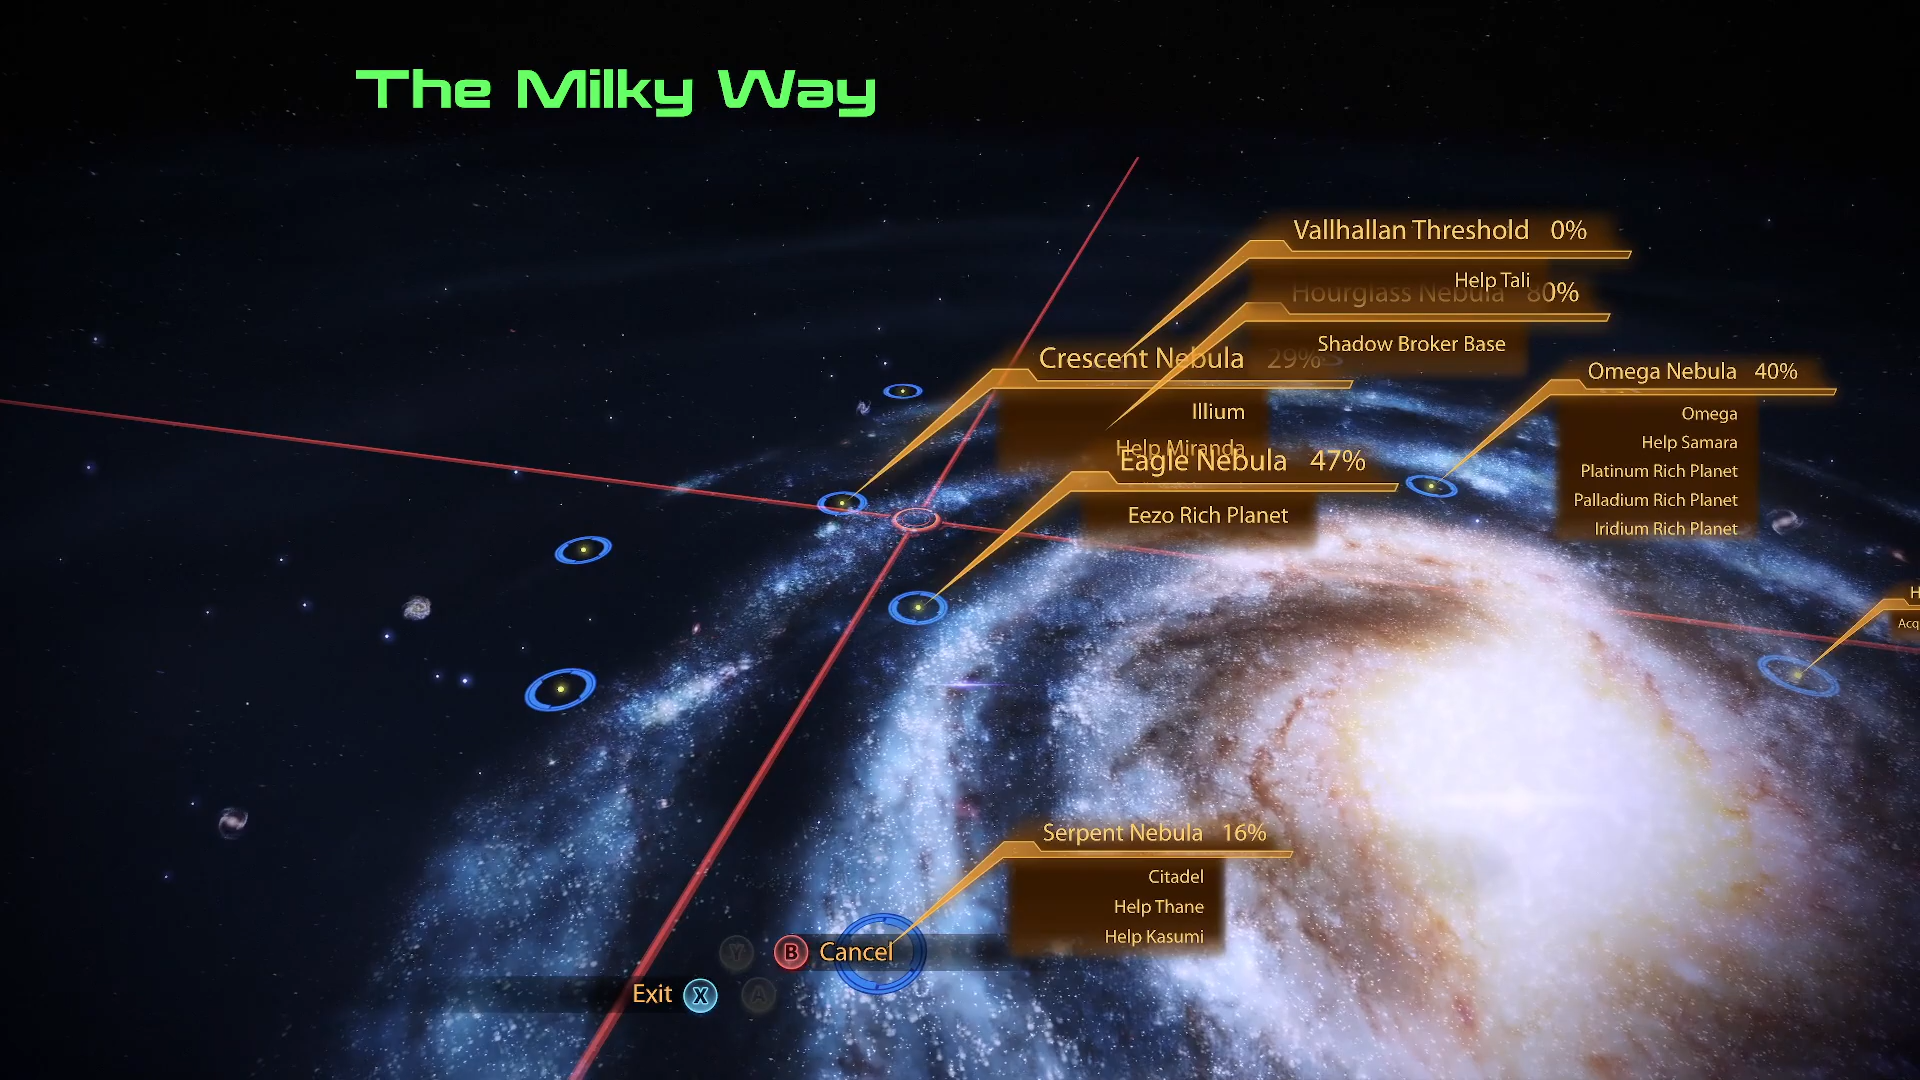 The Milky Way
Vallhallan Threshold 0%
Help Tali
Hourglass Nebula 80%
Shadow Broker Base
Crescent Nebula 29%
Illium
Help Miranda
Eagle Nebula 47%
Eezo Rich Planet
Omega Nebula 40%
Omega
Help Samara
Platinum Rich Planet
Palladium Rich Planet
Iridium Rich Planet
H
Acq
Serpent Nebula 16%
Citadel
Help Thane
Help Kasumi
Y B Cancel
Exit X A